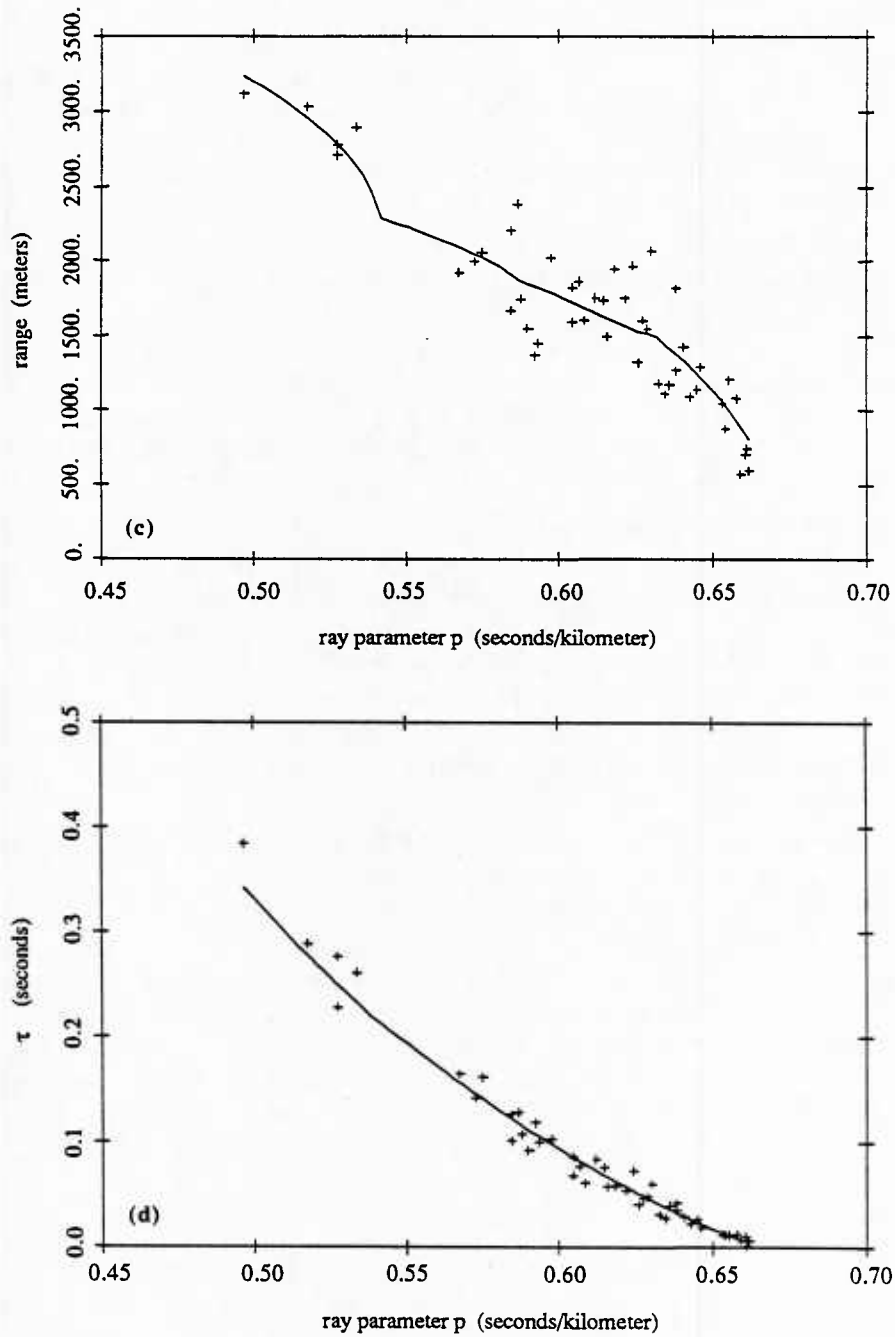 3500.
3000.
2500.
2000.
1500.
1000.
500.
0.
range (meters)
(c)
0.45 0.50 0.55 0.60 0.65 0.70
ray parameter p (seconds/kilometer)
0.5
0.4
0.3
0.2
0.1
0.0
τ (seconds)
(d)
0.45 0.50 0.55 0.60 0.65 0.70
ray parameter p (seconds/kilometer)